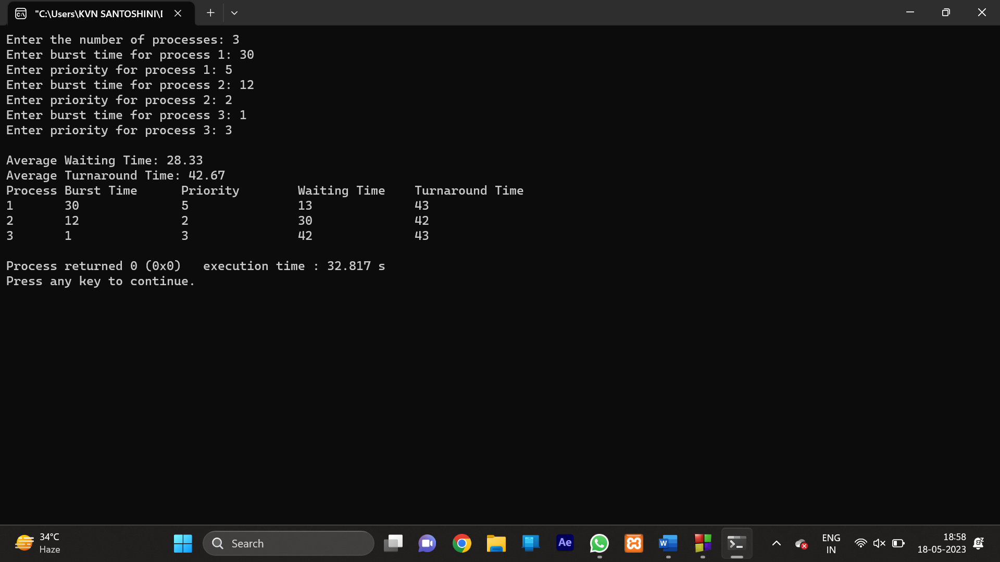 "C:\Users\KVN SANTOSHINI\
Enter the number of processes: 3
Enter burst time for process 1: 30
Enter priority for process 1: 5
Enter burst time for process 2: 12
Enter priority for process 2: 2
Enter burst time for process 3: 1
Enter priority for process 3: 3
Average Waiting Time: 28.33
Average Turnaround Time: 42.67
Process Burst Time Priority Waiting Time Turnaround Time
1 30 5 13 43
2 12 2 30 42
3 1 3 42 43
Process returned 0 (0x0) execution time : 32.817 s
Press any key to continue.
34°C
Haze
Search
Ae
W
ENG
IN
18:58
18-05-2023